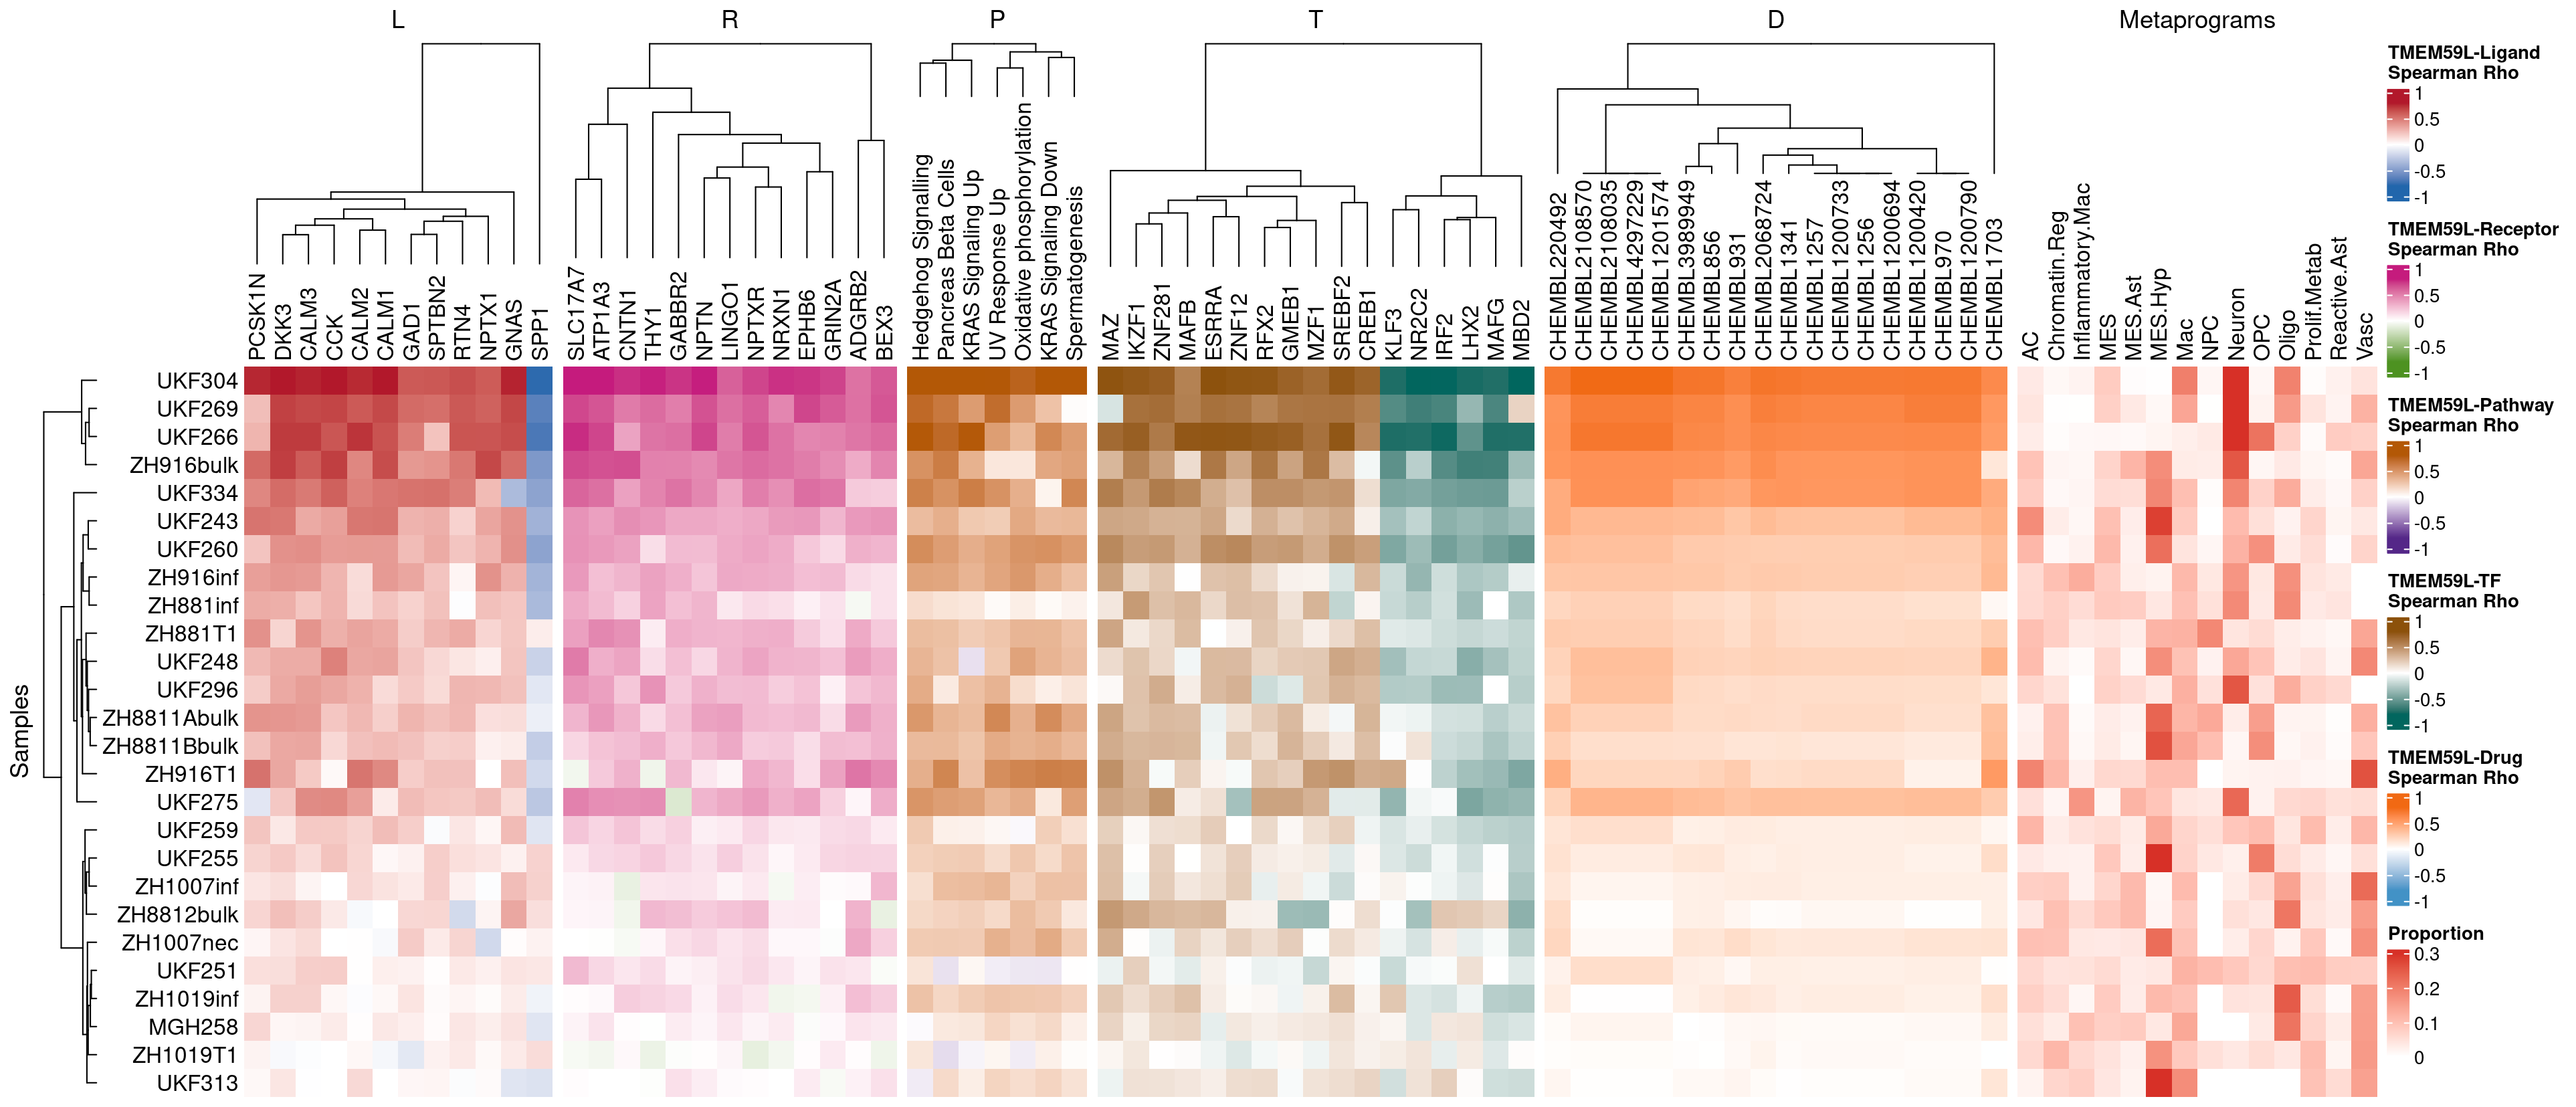 L
R
P
T
D
Metaprograms
PCSK1N
DKK3
CALM3
CCK
CALM2
CALM1
GAD1
SPTBN2
RTN4
NPTX1
GNAS
SPP1
SLC17A7
ATP1A3
CNTN1
THY1
GABBR2
NPTN
LINGO1
NPTXR
NRXN1
EPHB6
GRIN2A
ADGRB2
BEX3
Hedgehog Signalling
Pancreas Beta Cells
KRAS Signaling Up
UV Response Up
Oxidative phosphorylation
KRAS Signaling Down
Spermatogenesis
MAZ
IKZF1
ZNF281
MAFB
ESRRA
ZNF12
RFX2
GMEB1
MZF1
SREBF2
CREB1
KLF3
NR2C2
IRF2
LHX2
MAFG
MBD2
CHEMBL220492
CHEMBL2108570
CHEMBL2108035
CHEMBL4297229
CHEMBL1201574
CHEMBL3989949
CHEMBL856
CHEMBL931
CHEMBL2068724
CHEMBL1341
CHEMBL1257
CHEMBL1200733
CHEMBL1256
CHEMBL1200694
CHEMBL1200420
CHEMBL970
CHEMBL1200790
CHEMBL1703
AC
Chromatin.Reg
Inflammatory.Mac
MES
MES.Ast
MES.Hyp
Mac
NPC
Neuron
OPC
Oligo
Prolif.Metab
Reactive.Ast
Vasc
Samples
UKF304
UKF269
UKF266
ZH916bulk
UKF334
UKF243
UKF260
ZH916inf
ZH881inf
ZH881T1
UKF248
UKF296
ZH8811Abulk
ZH8811Bbulk
ZH916T1
UKF275
UKF259
UKF255
ZH1007inf
ZH8812bulk
ZH1007nec
UKF251
ZH1019inf
MGH258
ZH1019T1
UKF313
TMEM59L-Ligand
Spearman Rho
1
0.5
0
-0.5
-1
TMEM59L-Receptor
Spearman Rho
1
0.5
0
-0.5
-1
TMEM59L-Pathway
Spearman Rho
1
0.5
0
-0.5
-1
TMEM59L-TF
Spearman Rho
1
0.5
0
-0.5
-1
TMEM59L-Drug
Spearman Rho
1
0.5
0
-0.5
-1
Proportion
0.3
0.2
0.1
0